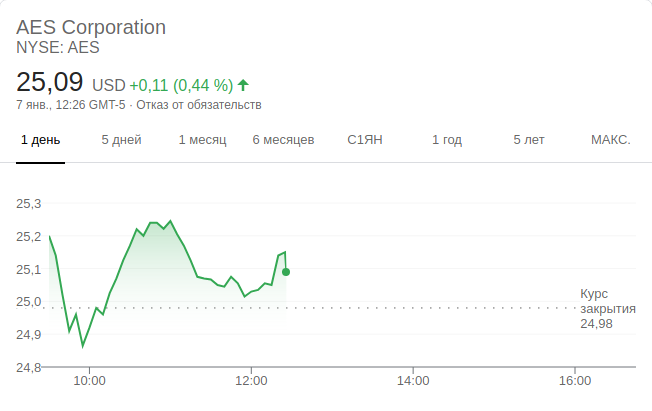 AES Corporation
NYSE: AES
25,09 USD +0,11 (0,44 %)
7 янв., 12:26 GMT-5 · Отказ от обязательств
1 день 5 дней 1 месяц 6 месяцев С1ЯН 1 год 5 лет МАКС.
25,3
25,2
25,1
25,0
24,9
24,8
Курс
закрытия
24,98
10:00 12:00 14:00 16:00